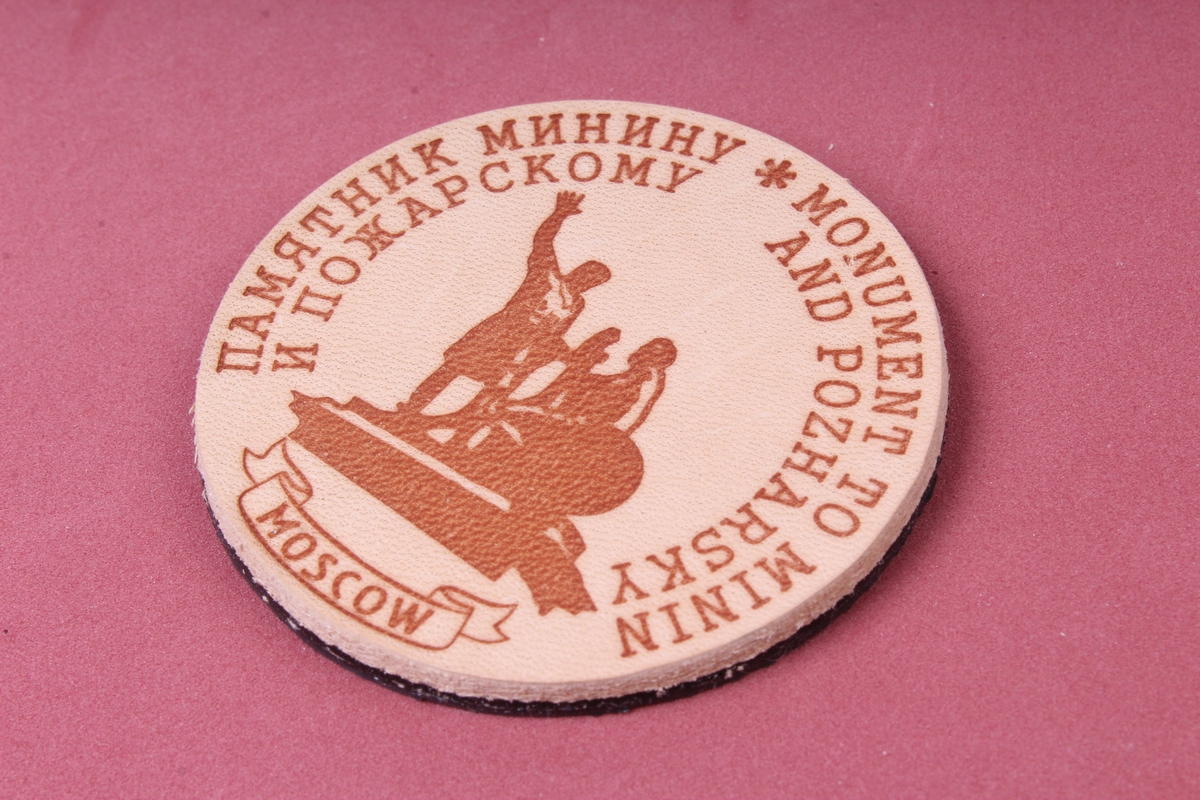 ПАМЯТНИК МИНИНУ
И ПОЖАРСКОМУ
* MONUMENT TO MININ
AND POZHARSKY
MOSCOW